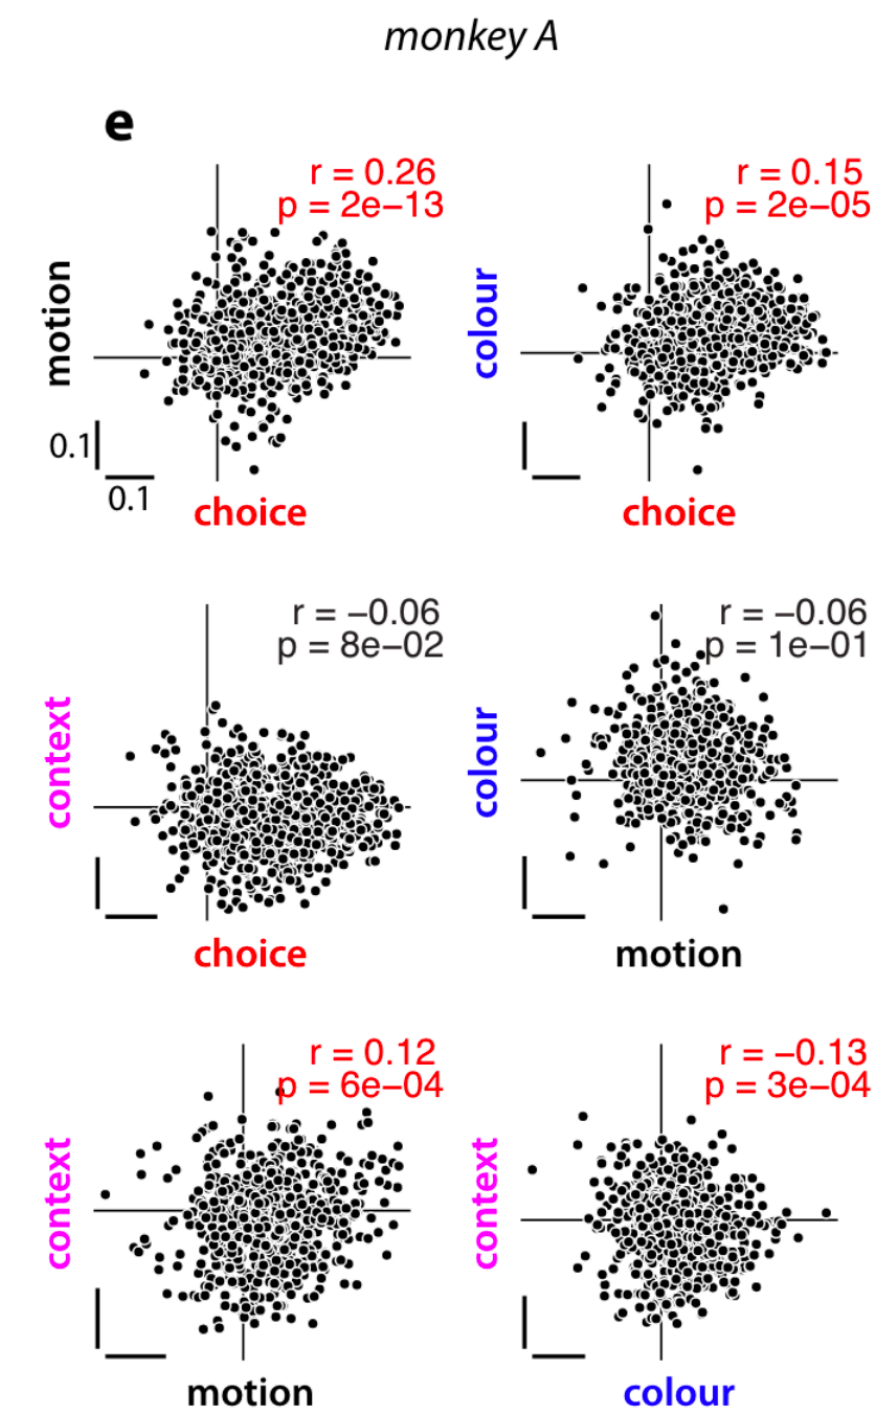 monkey A
e
r = 0.26
p = 2e−13
motion
0.1
0.1
choice
r = 0.15
p = 2e−05
colour
choice
r = −0.06
p = 8e−02
context
choice
r = −0.06
p = 1e−01
colour
motion
r = 0.12
p = 6e−04
context
motion
r = −0.13
p = 3e−04
context
colour